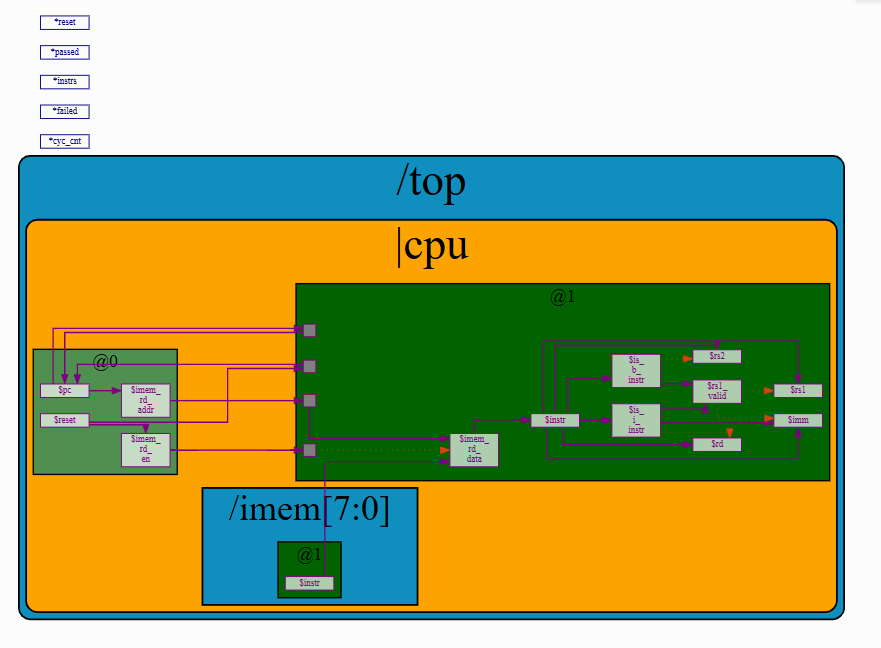 *reset
*passed
*instrs
*failed
*cyc_cnt
/top
|cpu
@1
@0
$pc
$imem_
rd_
addr
$reset
$imem_
rd_
en
$imem_
rd_
data
$instr
$is_
b_
instr
$is_
i_
instr
$rs2
$rs1_
valid
$rd
$rs1
$imm
/imem[7:0]
@1
$instr